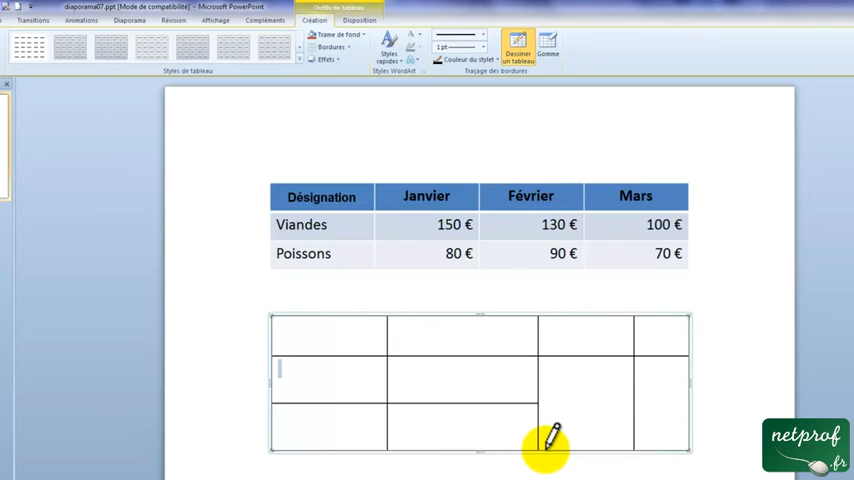 diaporama07.ppt [Mode de compatibilité] - Microsoft PowerPoint
Outils de tableau
Transitions Animations Diaporama Révision Affichage Compléments Création Disposition
Trame de fond
Bordures
Effets
Styles rapides
A
1 pt
Couleur du stylet
Dessiner un tableau
Gomme
Styles de tableau
Styles WordArt
Traçage des bordures
Désignation Janvier Février Mars
Viandes 150 € 130 € 100 €
Poissons 80 € 90 € 70 €
netprof
.fr